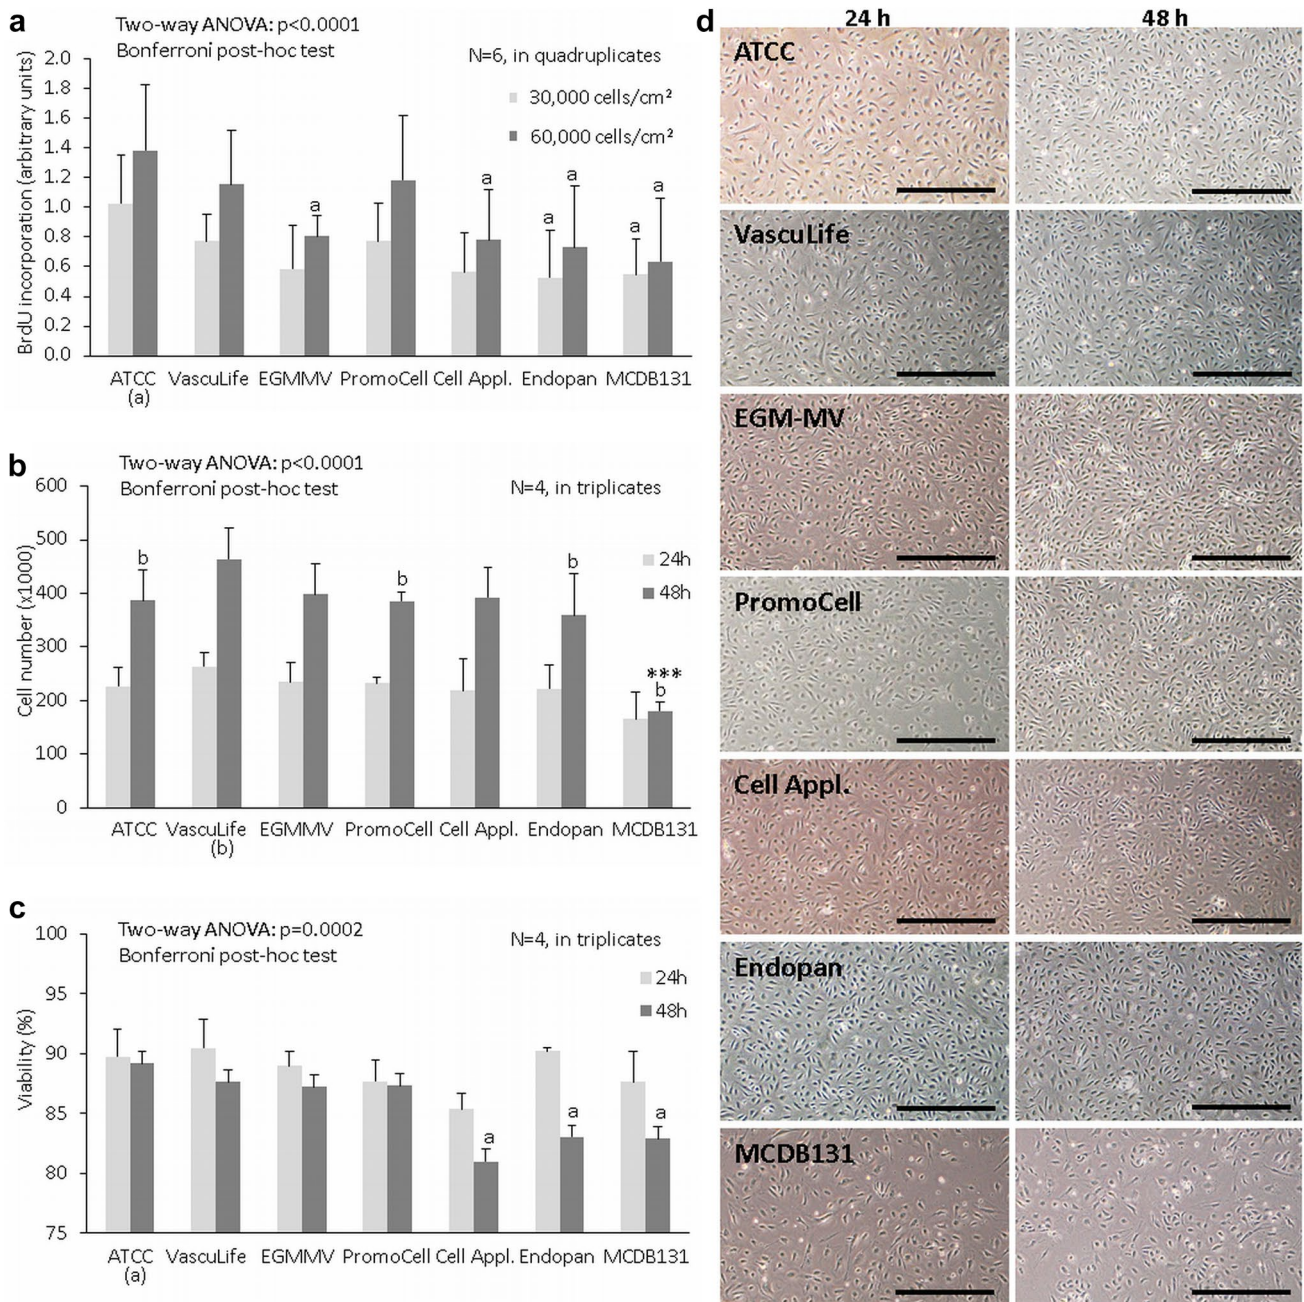 a
Two-way ANOVA: p<0.0001
Bonferroni post-hoc test
N=6, in quadruplicates
30,000 cells/cm²
60,000 cells/cm²
BrdU incorporation (arbitrary units)
2.0
1.8
1.6
1.4
1.2
1.0
0.8
0.6
0.4
0.2
0.0
a
a
a
a
a
a
ATCC VascuLife EGMMV PromoCell Cell Appl. Endopan MCDB131
(a)
b
Two-way ANOVA: p<0.0001
Bonferroni post-hoc test
N=4, in triplicates
24h
48h
Cell number (x1000)
600
500
400
300
200
100
0
b
b
b
***
b
ATCC VascuLife EGMMV PromoCell Cell Appl. Endopan MCDB131
(b)
c
Two-way ANOVA: p=0.0002
Bonferroni post-hoc test
N=4, in triplicates
24h
48h
Viability (%)
100
95
90
85
80
75
a
a
a
ATCC VascuLife EGMMV PromoCell Cell Appl. Endopan MCDB131
(a)
d
24 h 48 h
ATCC
VascuLife
EGM-MV
PromoCell
Cell Appl.
Endopan
MCDB131